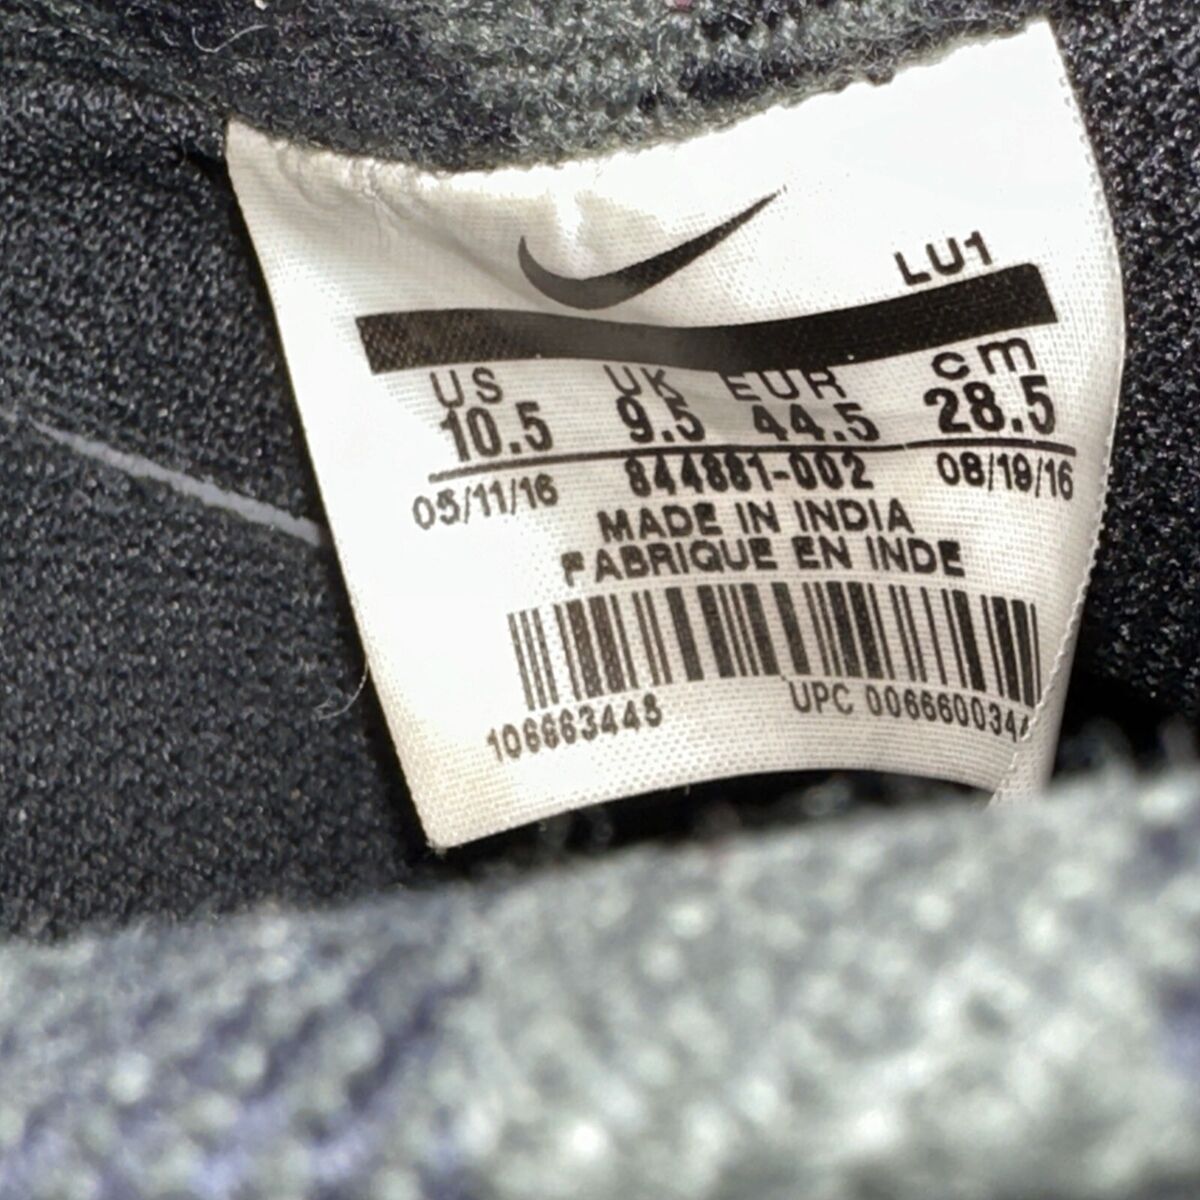 LU1
US UK EUR cm
10.5 9.5 44.5 28.5
05/11/16 844881-002 08/19/16
MADE IN INDIA
FABRIQUE EN INDE
UPC 0066600344